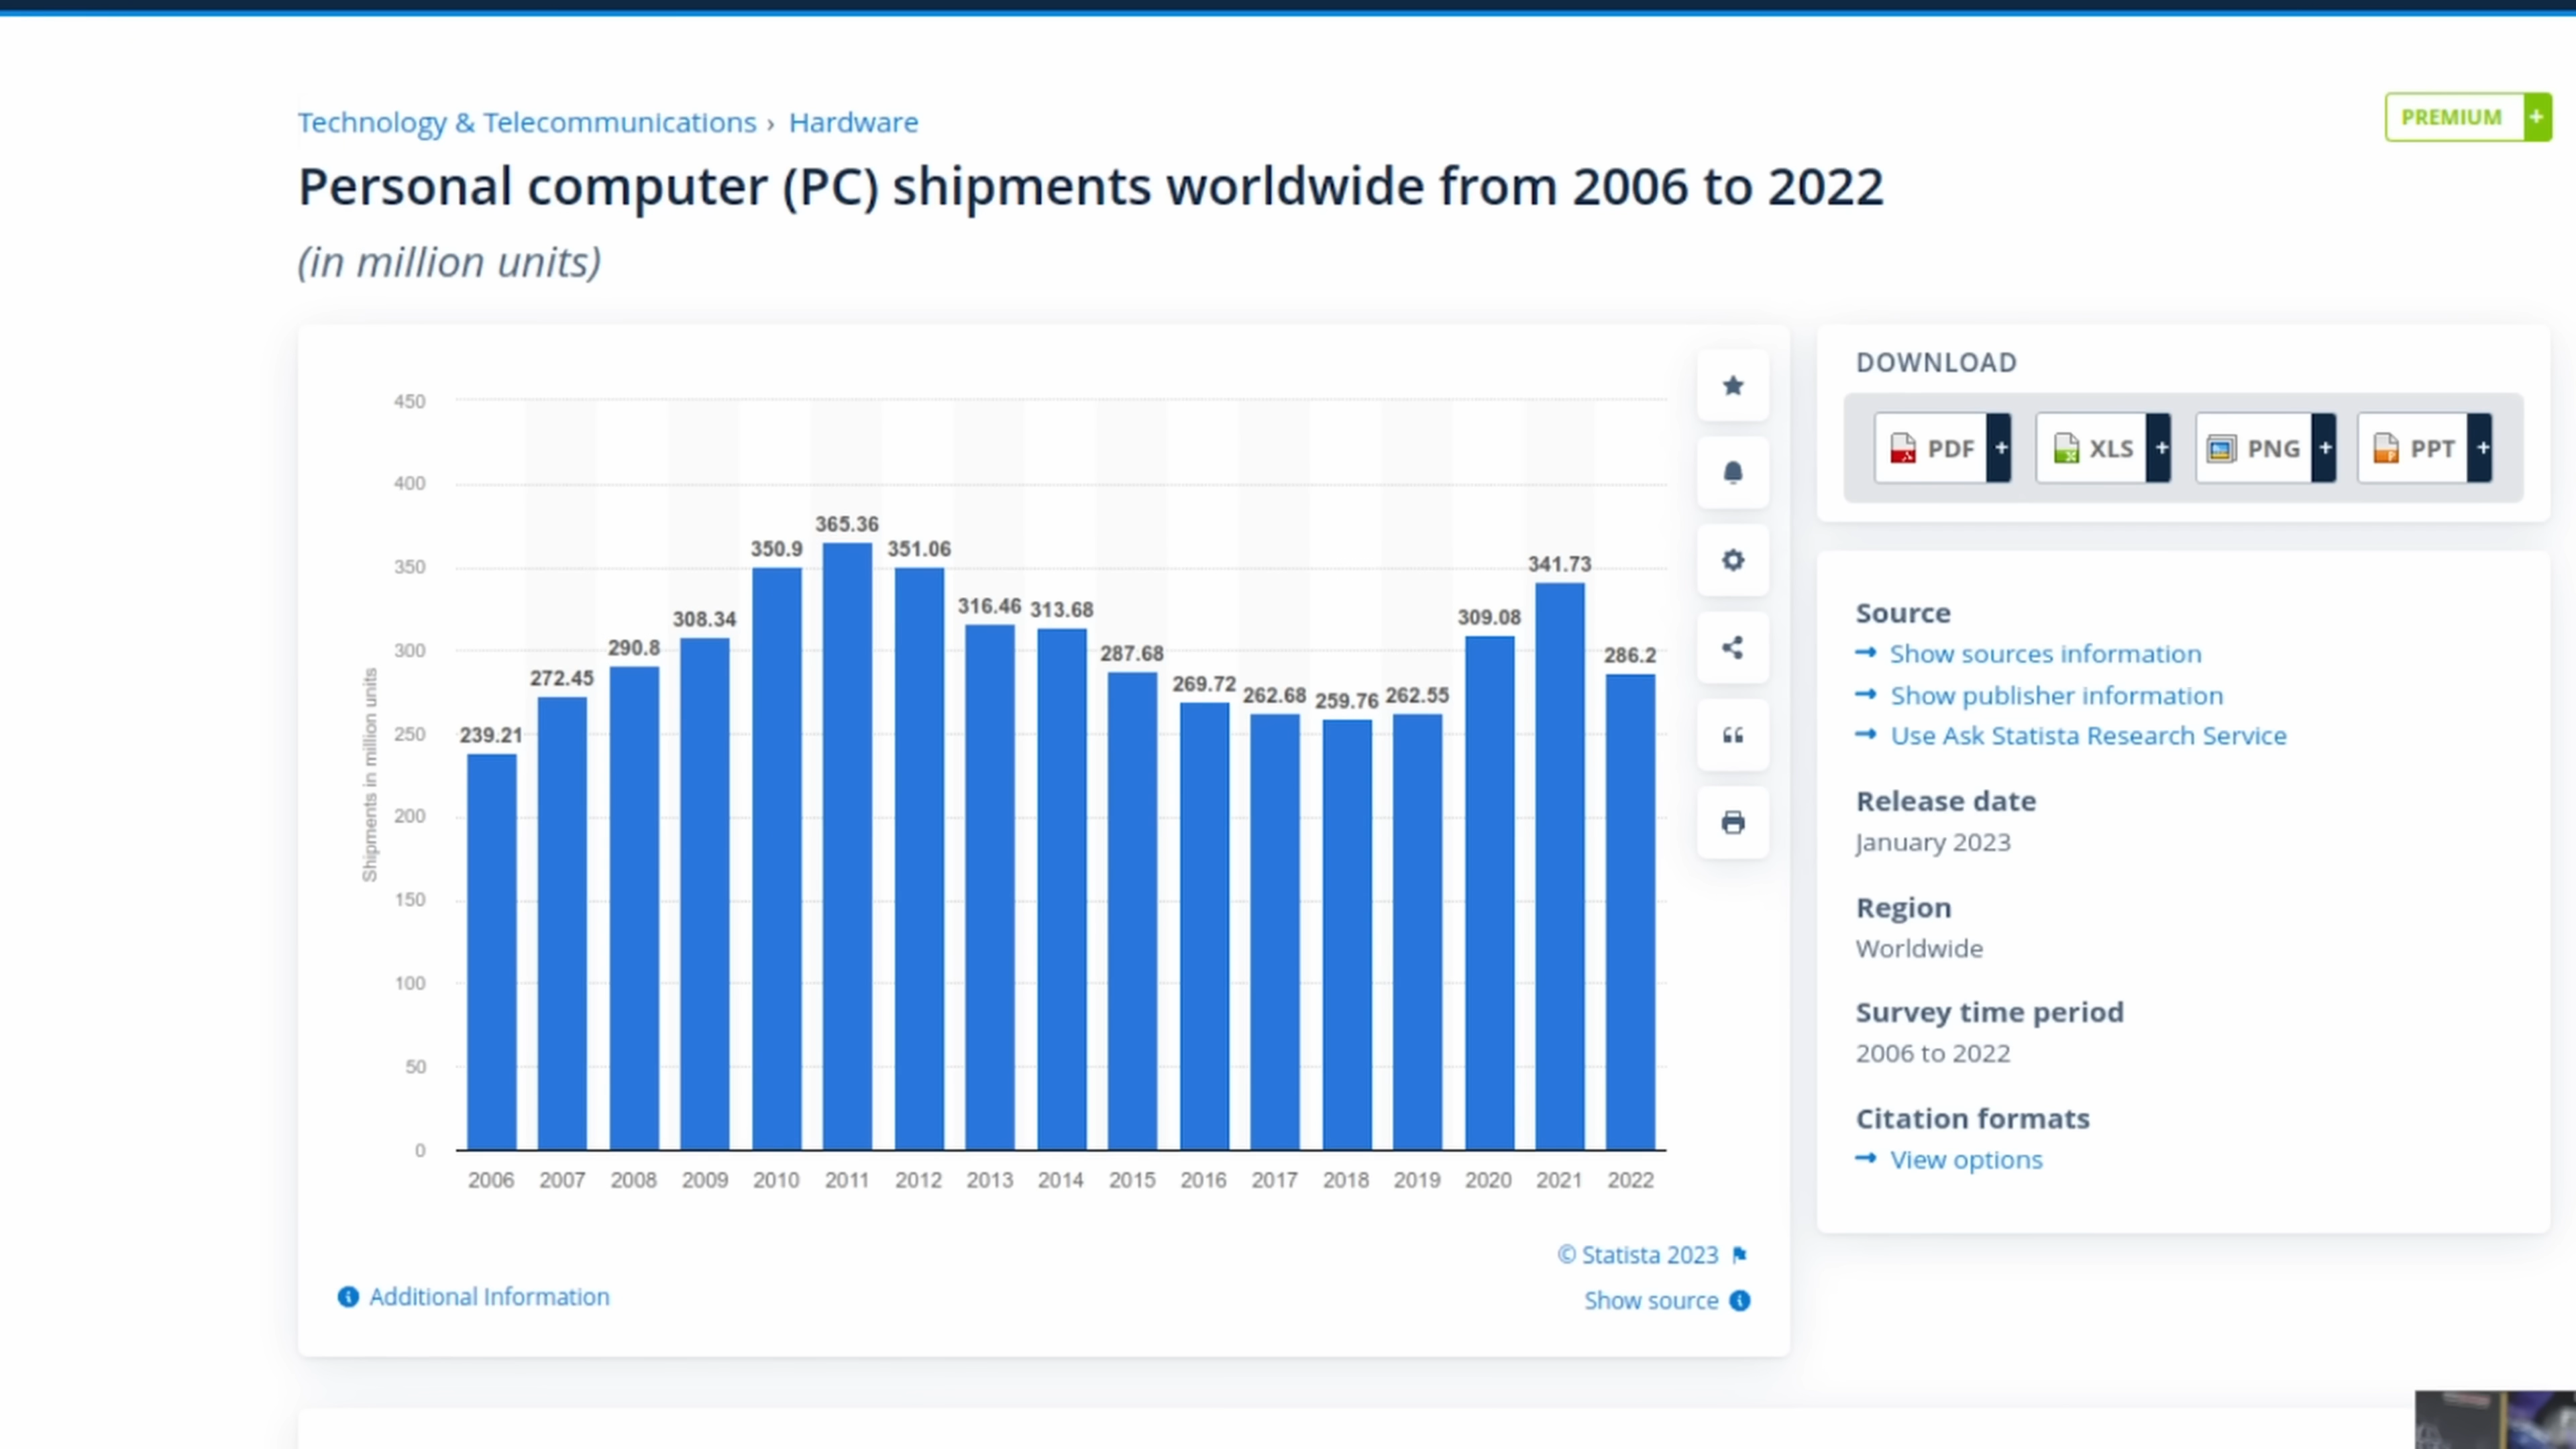 Technology & Telecommunications › Hardware
PREMIUM +
Personal computer (PC) shipments worldwide from 2006 to 2022
(in million units)
Shipments in million units
450
400
350
300
250
200
150
100
50
0
239.21
272.45
290.8
308.34
350.9
365.36
351.06
316.46
313.68
287.68
269.72
262.68
259.76
262.55
309.08
341.73
286.2
2006 2007 2008 2009 2010 2011 2012 2013 2014 2015 2016 2017 2018 2019 2020 2021 2022
© Statista 2023
Additional Information
Show source
DOWNLOAD
PDF + XLS + PNG + PPT +
Source
Show sources information
Show publisher information
Use Ask Statista Research Service
Release date
January 2023
Region
Worldwide
Survey time period
2006 to 2022
Citation formats
View options